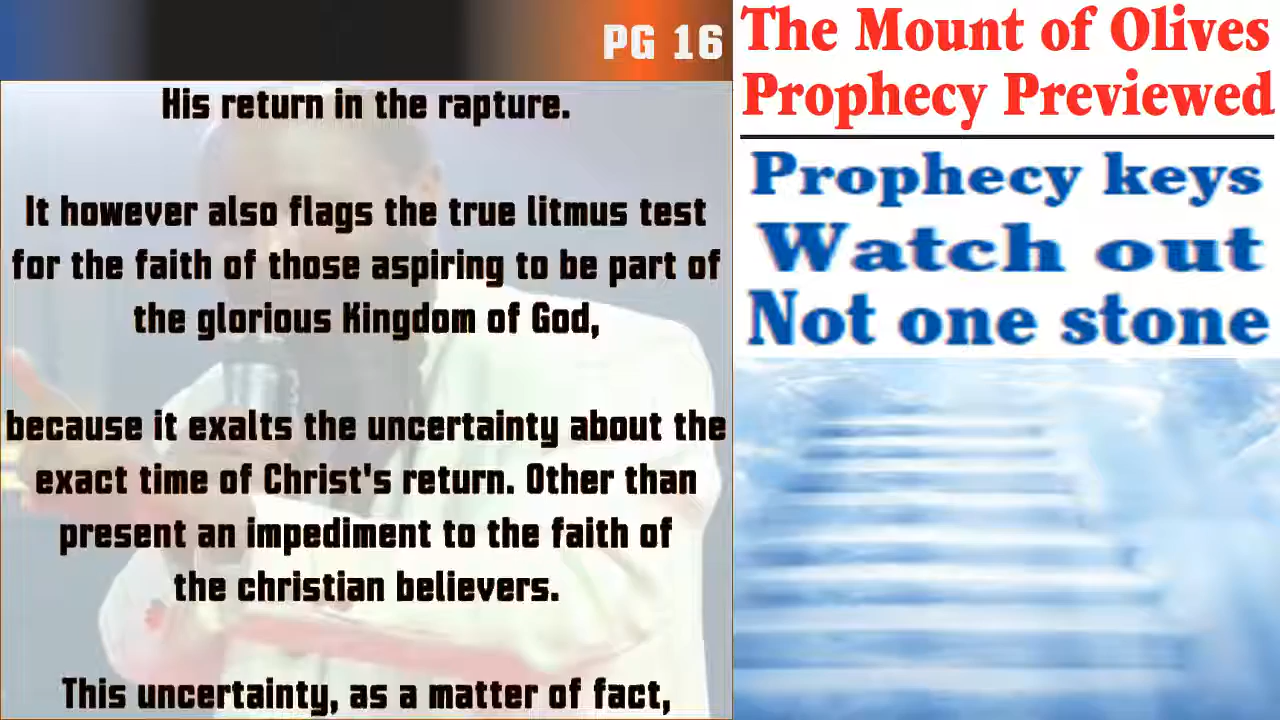 PG 16
His return in the rapture.
It however also flags the true litmus test
for the faith of those aspiring to be part of
the glorious Kingdom of God,
because it exalts the uncertainty about the
exact time of Christ's return. Other than
present an impediment to the faith of
the christian believers.
This uncertainty, as a matter of fact,
The Mount of Olives
Prophecy Previewed
Prophecy keys
Watch out
Not one stone